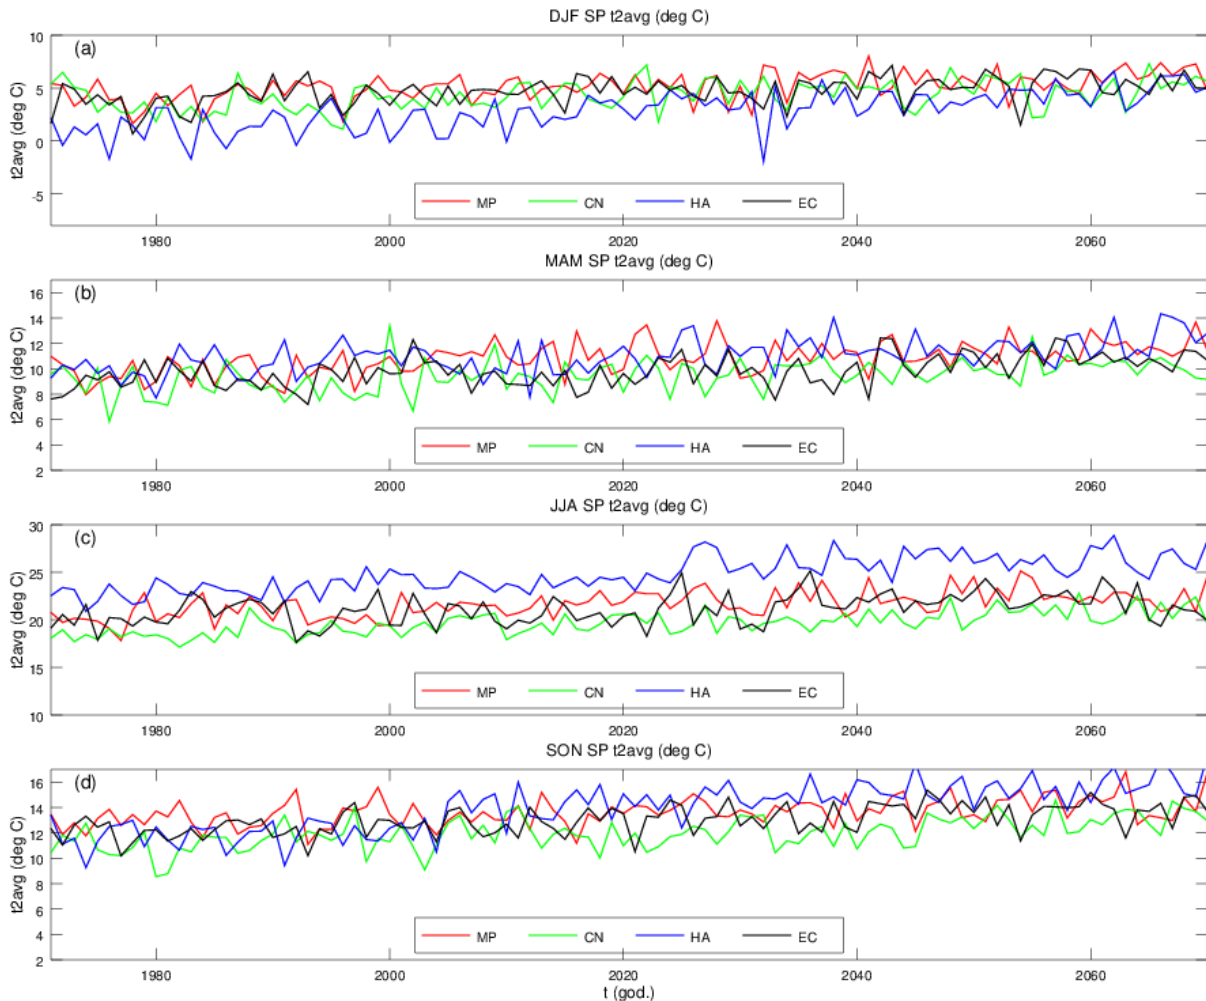 DJF SP t2avg (deg C)
(a)
t2avg (deg C)
10
5
0
-5
MP CN HA EC
1980 2000 2020 2040 2060
MAM SP t2avg (deg C)
(b)
t2avg (deg C)
16
14
12
10
8
6
4
2
MP CN HA EC
1980 2000 2020 2040 2060
JJA SP t2avg (deg C)
(c)
t2avg (deg C)
30
25
20
15
10
MP CN HA EC
1980 2000 2020 2040 2060
SON SP t2avg (deg C)
(d)
t2avg (deg C)
16
14
12
10
8
6
4
2
MP CN HA EC
1980 2000 2020 2040 2060
t (god.)